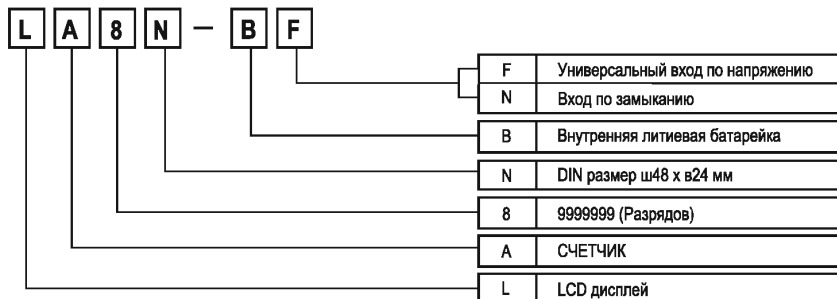 L A 8 N - B F
F Универсальный вход по напряжению
N Вход по замыканию
B Внутренняя литиевая батарейка
N DIN размер ш48 х в24 мм
8 9999999 (Разрядов)
A СЧЕТЧИК
L LCD дисплей